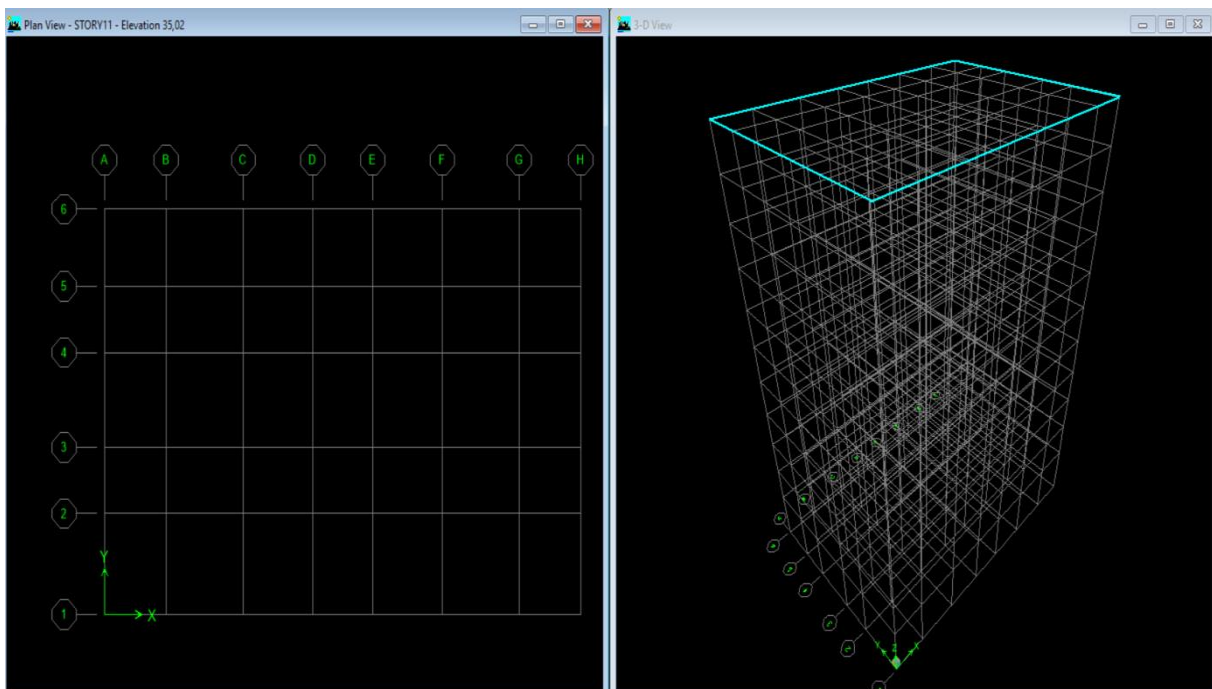 Plan View - STORY11 - Elevation 35,02
A B C D E F G H
6
5
4
3
2
Y
1 X
3-D View
Y Z X